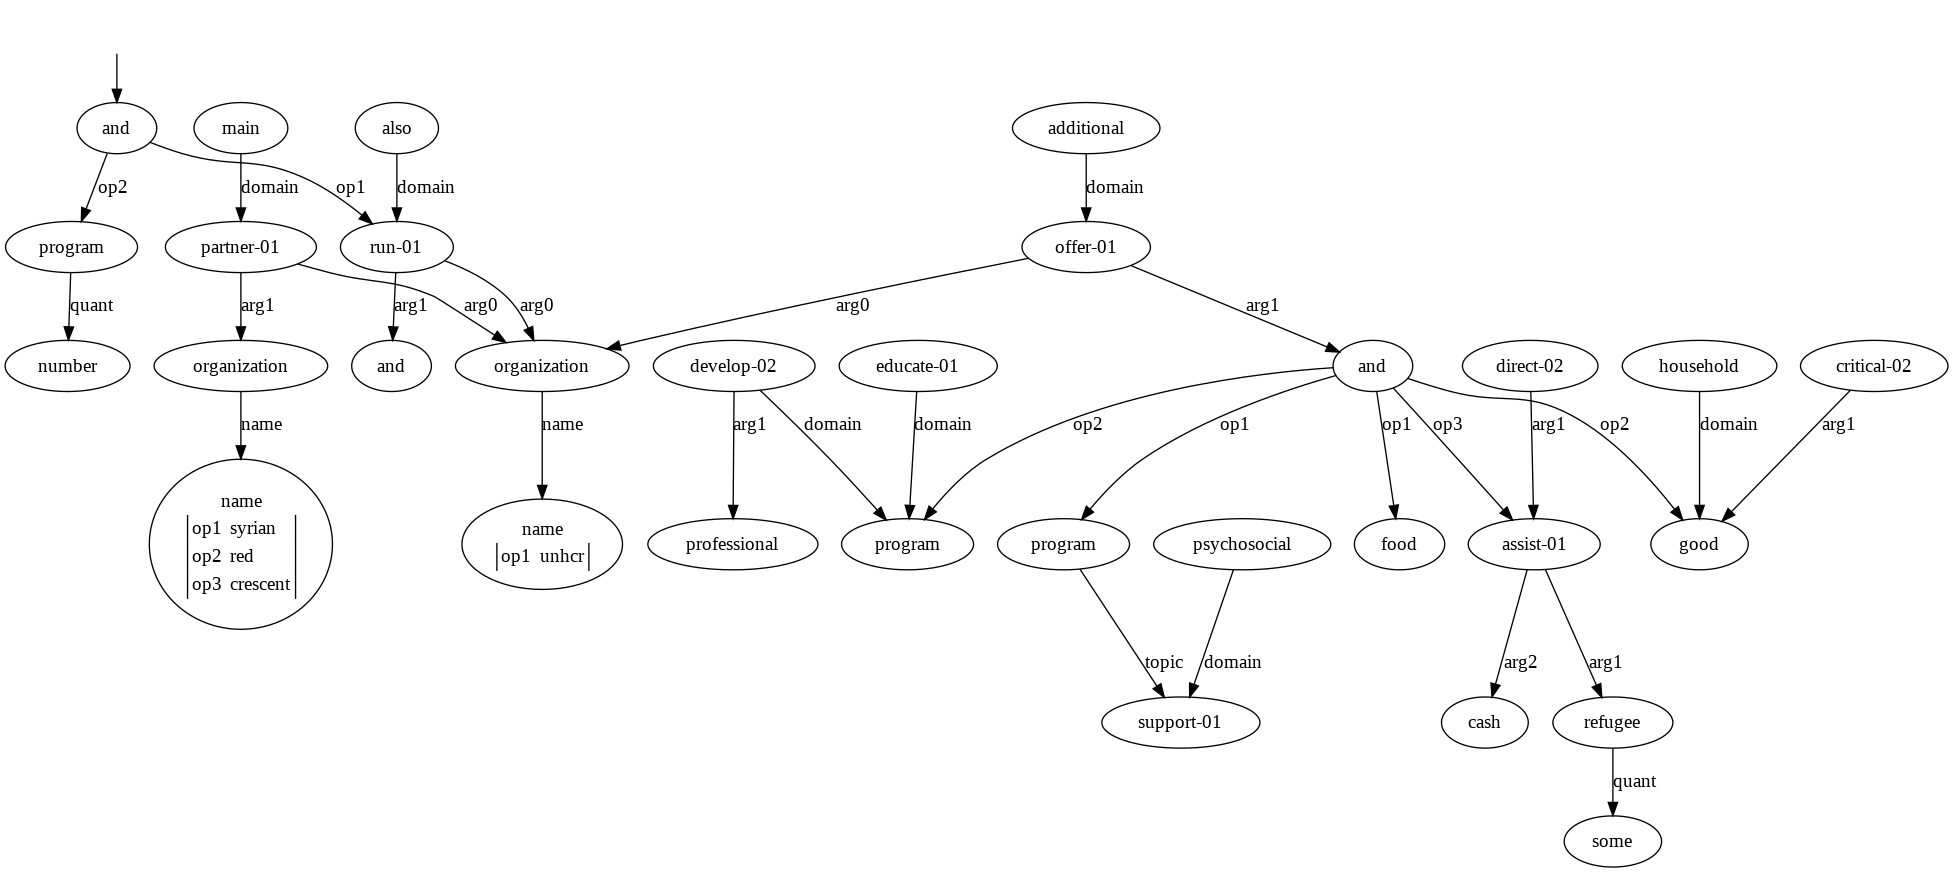 and
main
also
additional
op2
domain
op1
domain
domain
program
partner-01
run-01
offer-01
quant
arg1
arg1
arg0
arg0
arg0
arg1
number
organization
and
organization
develop-02
educate-01
and
direct-02
household
critical-02
name
name
arg1
domain
domain
op2
op1
op1
op3
arg1
op2
domain
arg1
name
op1 syrian
op2 red
op3 crescent
name
op1 unhcr
professional
program
program
psychosocial
food
assist-01
good
topic
domain
arg2
arg1
support-01
cash
refugee
quant
some